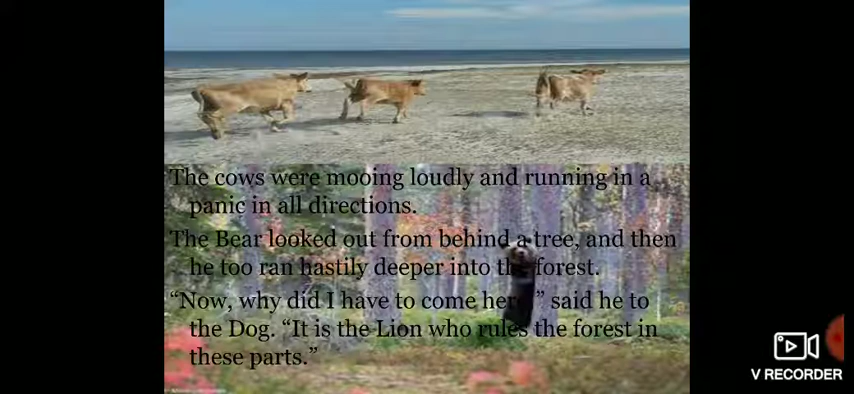 The cows were mooing loudly and running in a
panic in all directions.
The Bear looked out from behind a tree, and then
he too ran hastily deeper into the forest.
“Now, why did I have to come here ” said he to
the Dog. “It is the Lion who rules the forest in
these parts.”
V RECORDER